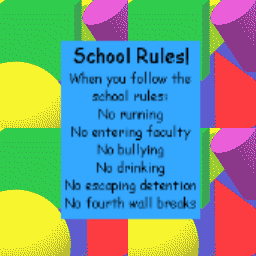 School Rules!
When you follow the
school rules:
No running
No entering faculty
No bullying
No drinking
No escaping detention
No fourth wall breaks